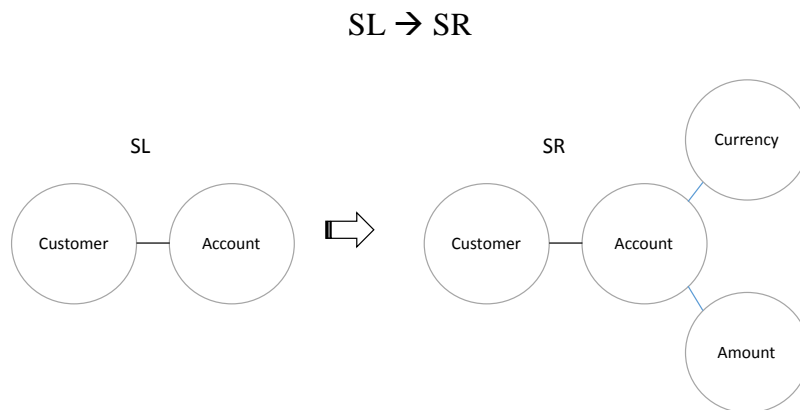 SL → SR
SL
SR
Customer
Account
Customer
Account
Currency
Amount